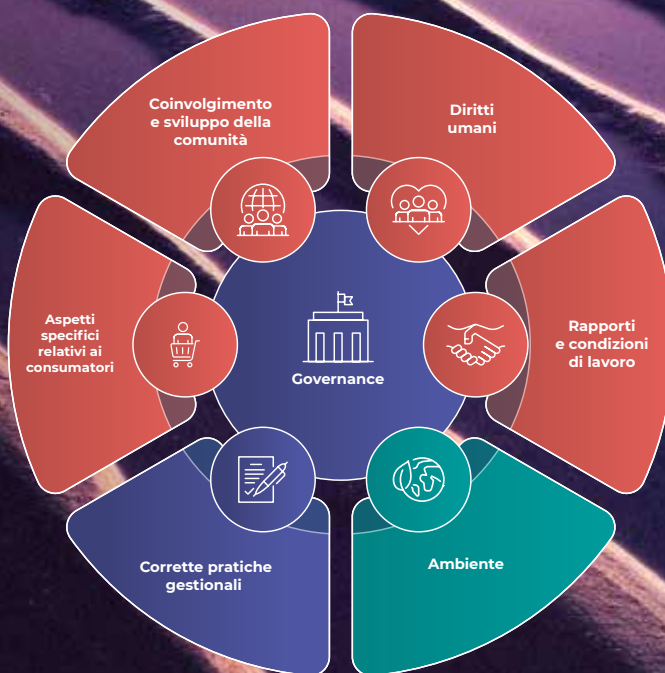 Coinvolgimento
e sviluppo della
comunità
Diritti
umani
Aspetti
specifici
relativi ai
consumatori
Governance
Rapporti
e condizioni
di lavoro
Corrette pratiche
gestionali
Ambiente